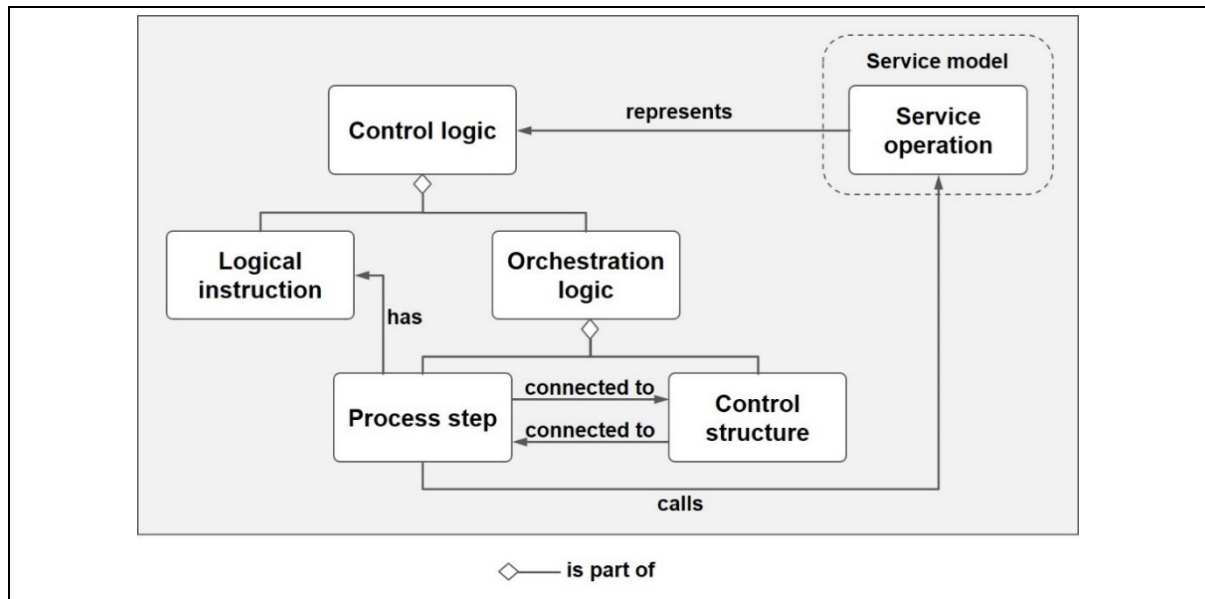 Service model
Control logic
represents
Service
operation
Logical
instruction
Orchestration
logic
has
Process step
connected to
connected to
Control
structure
calls
is part of